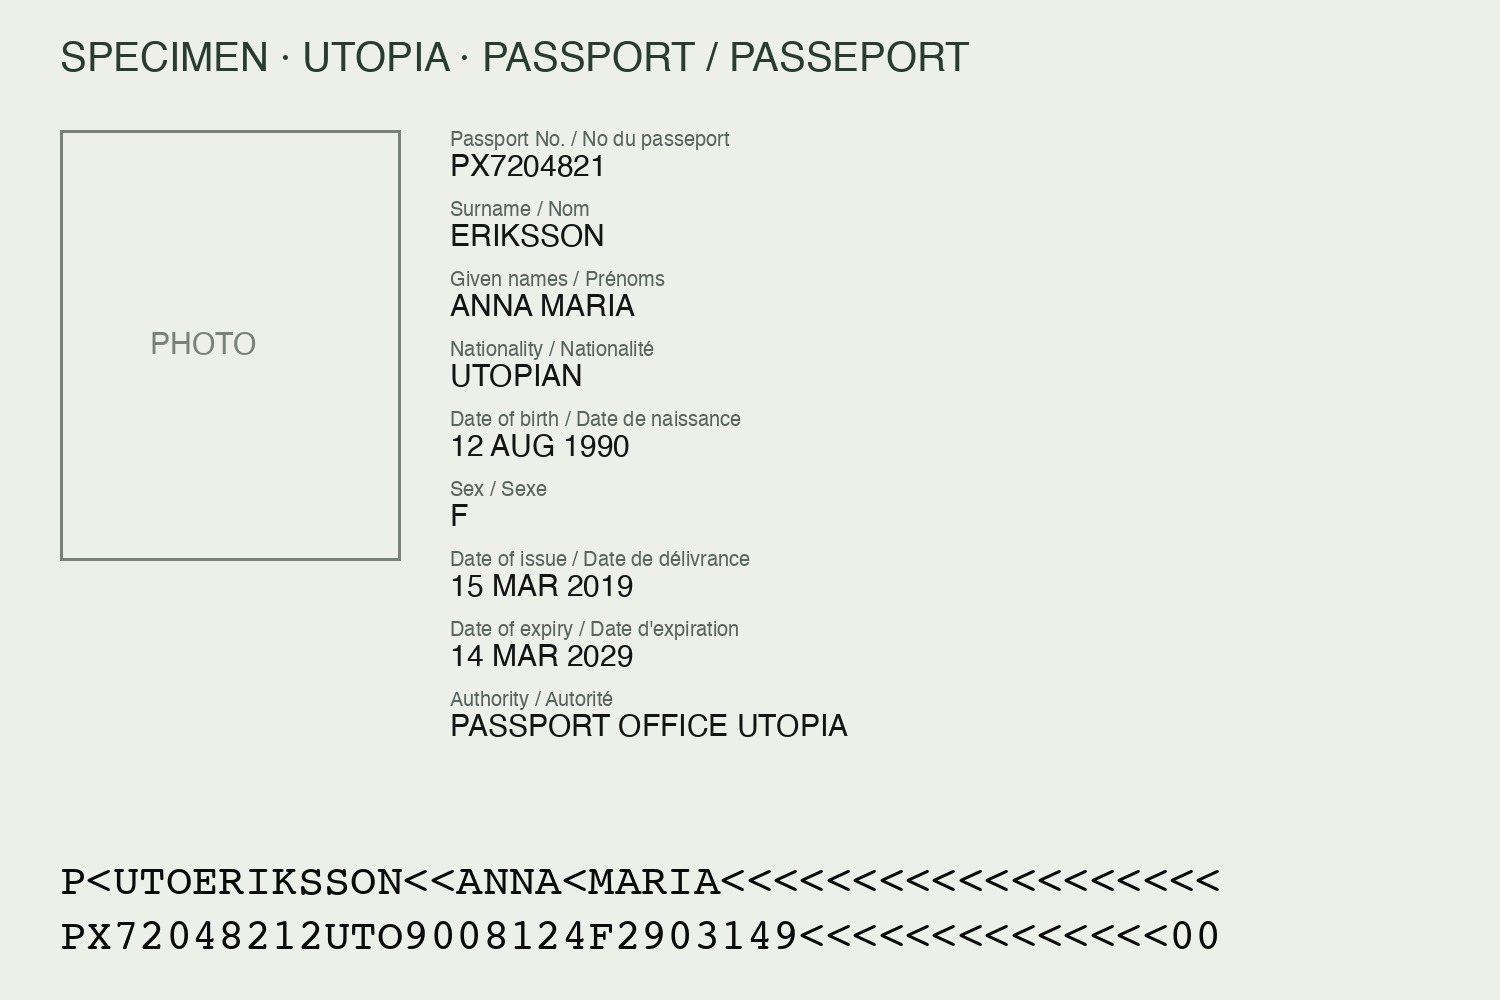 SPECIMEN · UTOPIA · PASSPORT / PASSEPORT
PHOTO
Passport No. / No du passeport
PX7204821
Surname / Nom
ERIKSSON
Given names / Prénoms
ANNA MARIA
Nationality / Nationalité
UTOPIAN
Date of birth / Date de naissance
12 AUG 1990
Sex / Sexe
F
Date of issue / Date de délivrance
15 MAR 2019
Date of expiry / Date d'expiration
14 MAR 2029
Authority / Autorité
PASSPORT OFFICE UTOPIA
P<UTOERIKSSON<<ANNA<MARIA<<<<<<<<<<<<<<<<<<<
PX72048212UTO9008124F2903149<<<<<<<<<<<<<<00